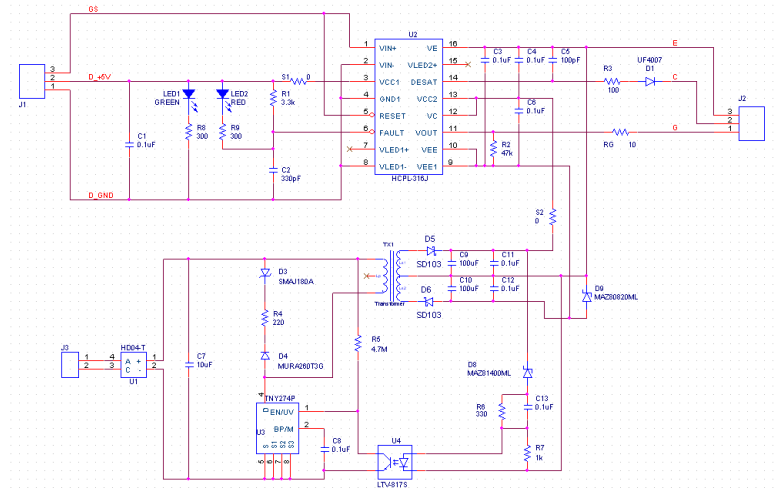 GS
U2
1 VIN+ VE 16 E
C3 0.1uF
C4 0.1uF
C5 100pF
UF4007
D1
3
2
1
J1
D_+5V
S1 0
2 VIN- VLED2+ 15
3 VCC1 DESAT 14
R3
100
C
LED1
GREEN
LED2
RED
R1
3.3k
4 GND1 VCC2 13
5 RESET VC 12
C6
0.1uF
J2
3
2
1
C1
0.1uF
R8
300
R9
300
6 FAULT VOUT 11
G
R2
47k
RG 10
7 VLED1+ VEE 10
8 VLED1- VEE1 9
C2
330pF
HCPL-316J
D_GND
S2
0
TX1
D5
SD103
C9
100uF
C11
0.1uF
D3
SMAJ180A
C10
100uF
C12
0.1uF
D6
SD103
Transformer
D9
MAZ80820ML
R4
220
R5
4.7M
J3
1
2
HD04-T
4 A + 1
3 C - 2
U1
C7
10uF
D4
MURA260T3G
D8
MAZ81400ML
4
TNY274P
D EN/UV 1
BP/M 2
U3
S S1 S2 S3
5 6 7 8
C8
0.1uF
U4
LTV817S
R6
330
C13
0.1uF
R7
1k